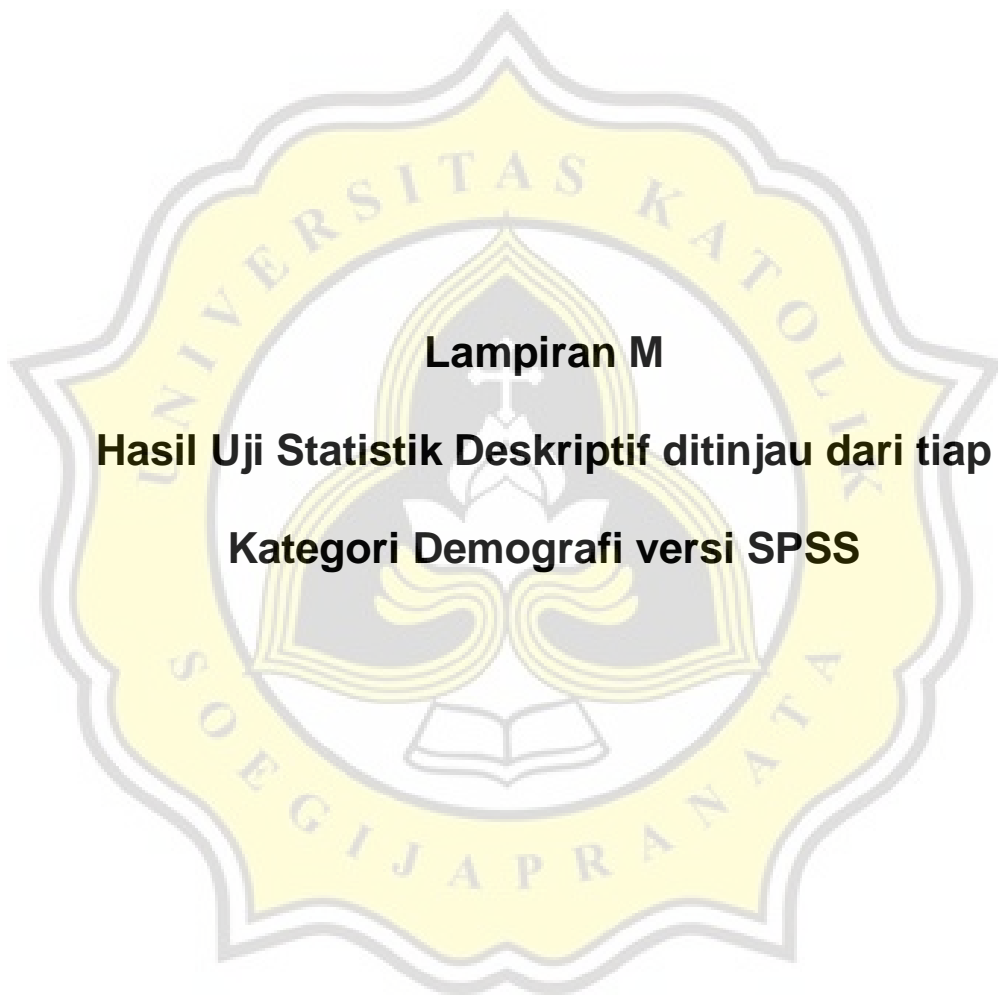 UNIVERSITAS KATOLIK
Lampiran M
Hasil Uji Statistik Deskriptif ditinjau dari tiap
Kategori Demografi versi SPSS
SOEGIJAPRANATA